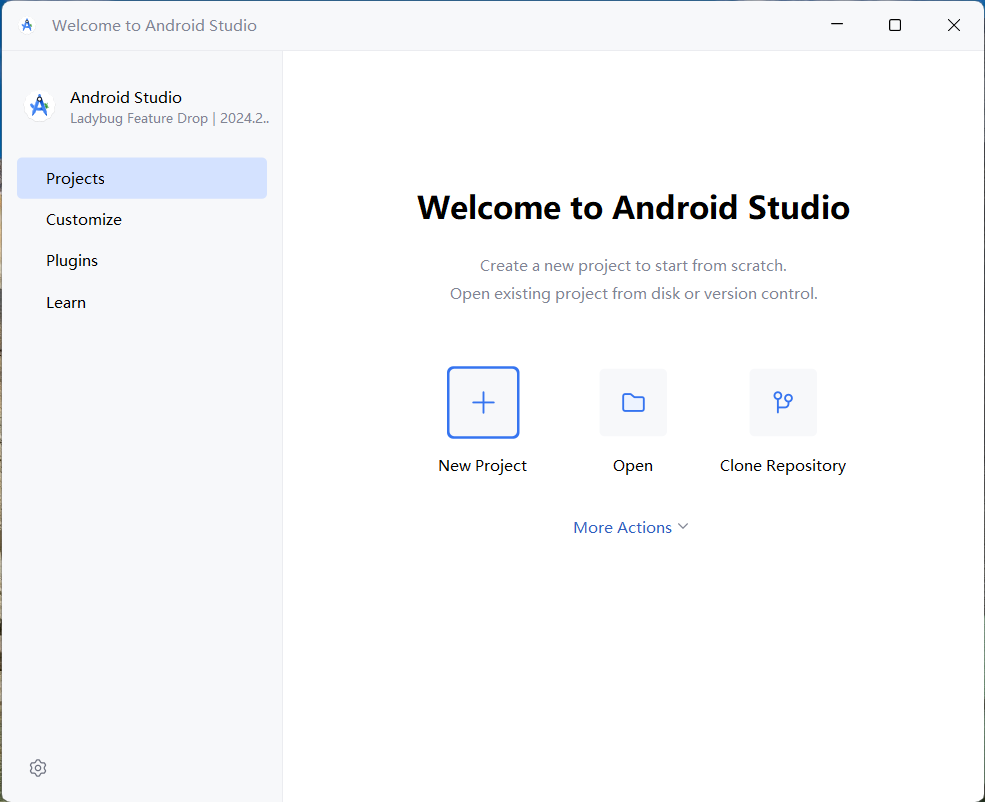 Welcome to Android Studio
Android Studio
Ladybug Feature Drop | 2024.2..
Projects
Customize
Plugins
Learn
Welcome to Android Studio
Create a new project to start from scratch.
Open existing project from disk or version control.
New Project
Open
Clone Repository
More Actions